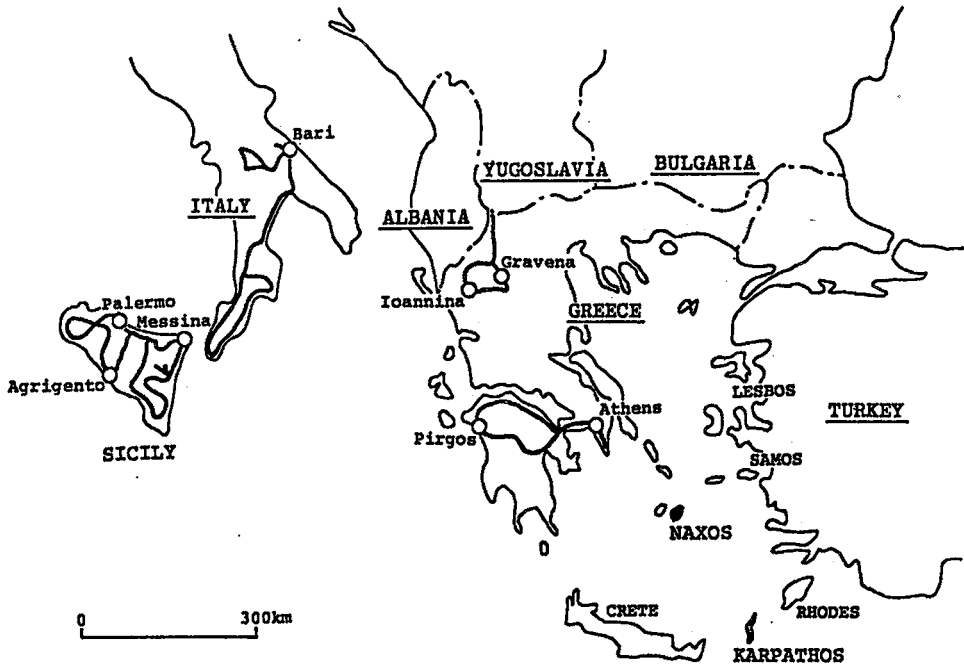 Bari
YUGOSLAVIA
BULGARIA
ITALY
ALBANIA
Gravena
Ioannina
Palermo
Messina
GREECE
Agrigento
LESBOS
Athens
TURKEY
Pirgos
SICILY
SAMOS
NAXOS
0
300km
CRETE
RHODES
KARPATHOS